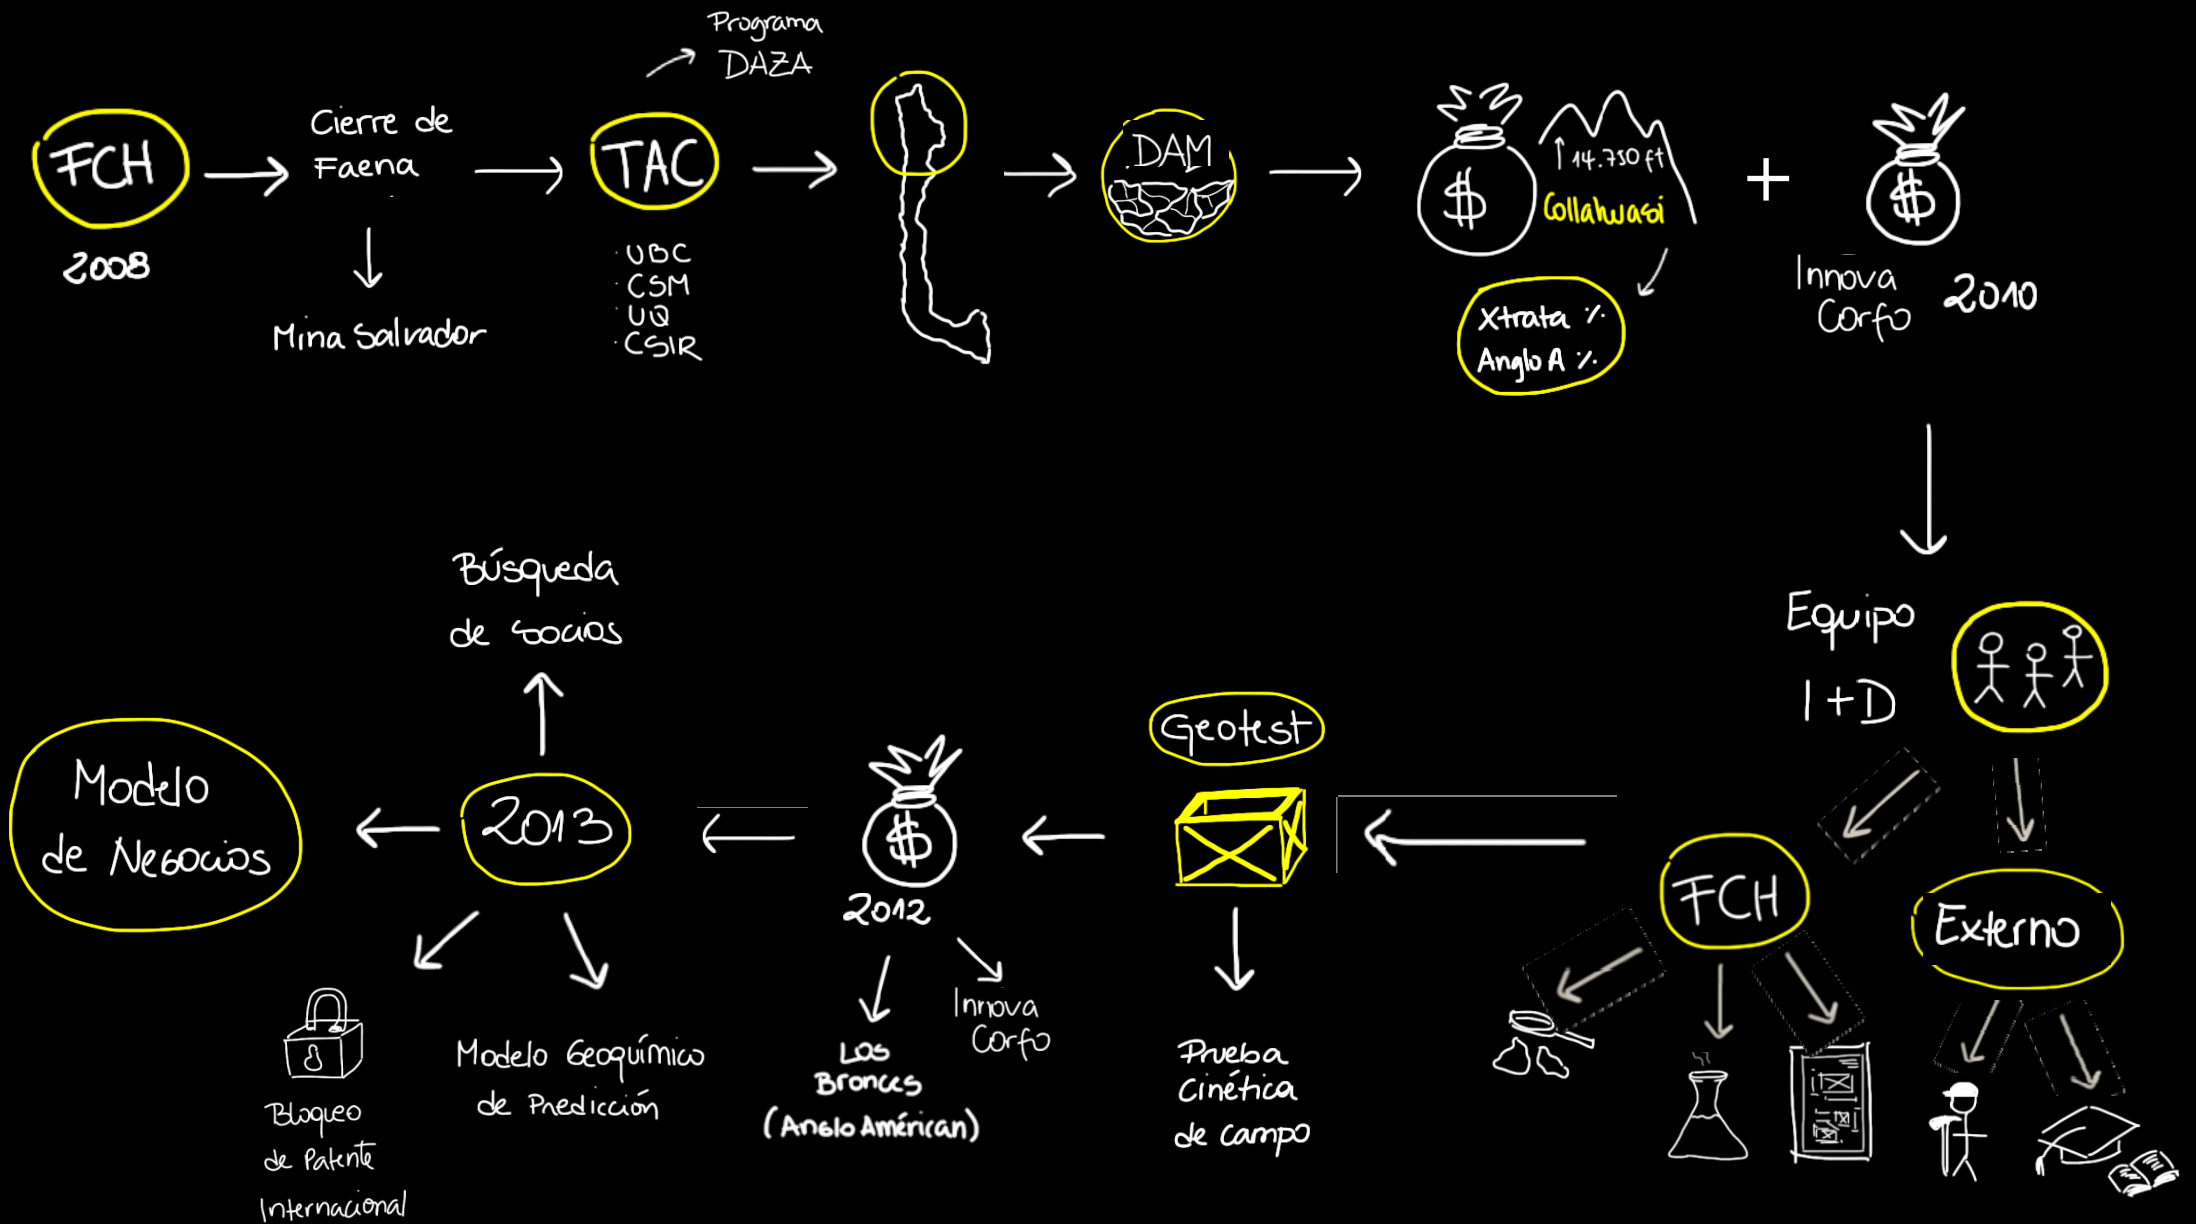 Programa
DAZA
FCH
2008
Cierre de
Faena
Mina Salvador
TAC
· UBC
· CSM
· UQ
· CSIR
DAM
$
↑14.750 ft
Collahuasi
Xtrata %
Anglo A %
+
$
Innova
Corfo
2010
Equipo
I+D
FCH
Externo
Geotest
Prueba
Cinética
de campo
$
2012
Los
Bronces
(Anglo Américan)
Innova
Corfo
2013
Búsqueda
de socios
Modelo Geoquímico
de Predicción
Bloqueo
de Patente
Internacional
Modelo
de Negocios